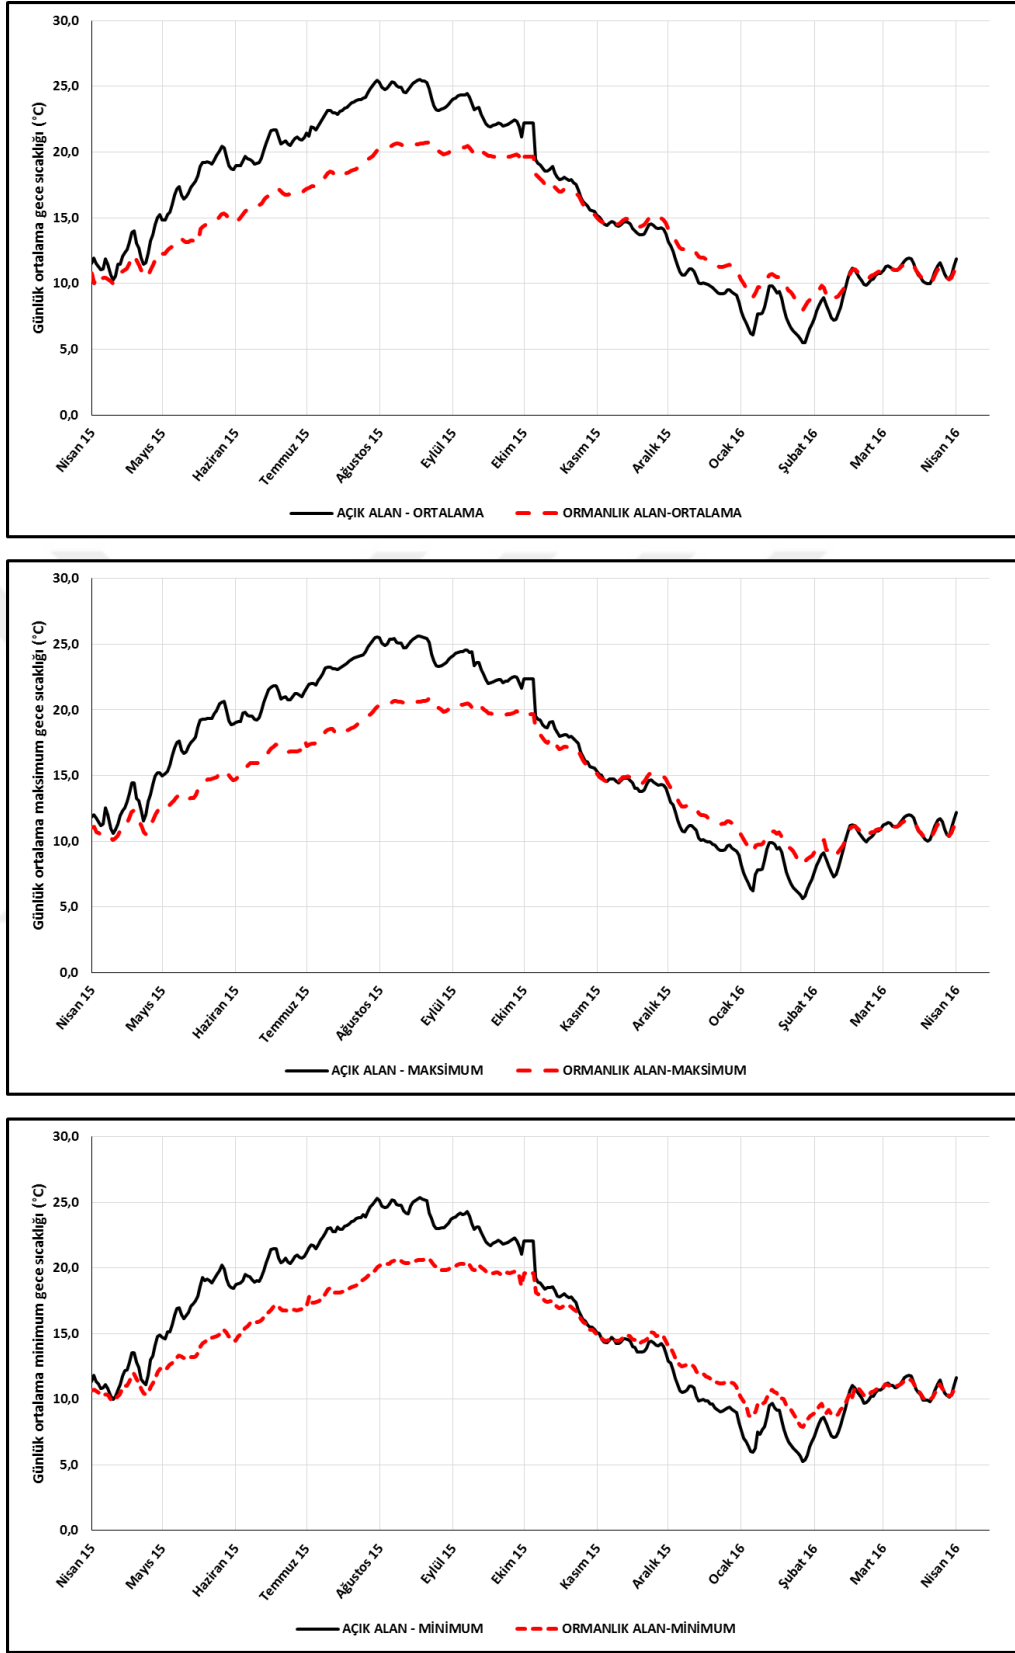 Günlük ortalama gece sıcaklığı (°C)
30,0
25,0
20,0
15,0
10,0
5,0
0,0
Nisan 15 Mayıs 15 Haziran 15 Temmuz 15 Ağustos 15 Eylül 15 Ekim 15 Kasım 15 Aralık 15 Ocak 16 Şubat 16 Mart 16 Nisan 16
AÇIK ALAN - ORTALAMA ORMANLIK ALAN-ORTALAMA
Günlük ortalama maksimum gece sıcaklığı (°C)
30,0
25,0
20,0
15,0
10,0
5,0
0,0
Nisan 15 Mayıs 15 Haziran 15 Temmuz 15 Ağustos 15 Eylül 15 Ekim 15 Kasım 15 Aralık 15 Ocak 16 Şubat 16 Mart 16 Nisan 16
AÇIK ALAN - MAKSİMUM ORMANLIK ALAN-MAKSİMUM
Günlük ortalama minimum gece sıcaklığı (°C)
30,0
25,0
20,0
15,0
10,0
5,0
0,0
Nisan 15 Mayıs 15 Haziran 15 Temmuz 15 Ağustos 15 Eylül 15 Ekim 15 Kasım 15 Aralık 15 Ocak 16 Şubat 16 Mart 16 Nisan 16
AÇIK ALAN - MİNİMUM ORMANLIK ALAN-MİNİMUM